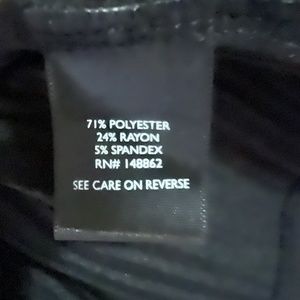 71% POLYESTER
24% RAYON
5% SPANDEX
RN# 148862
SEE CARE ON REVERSE